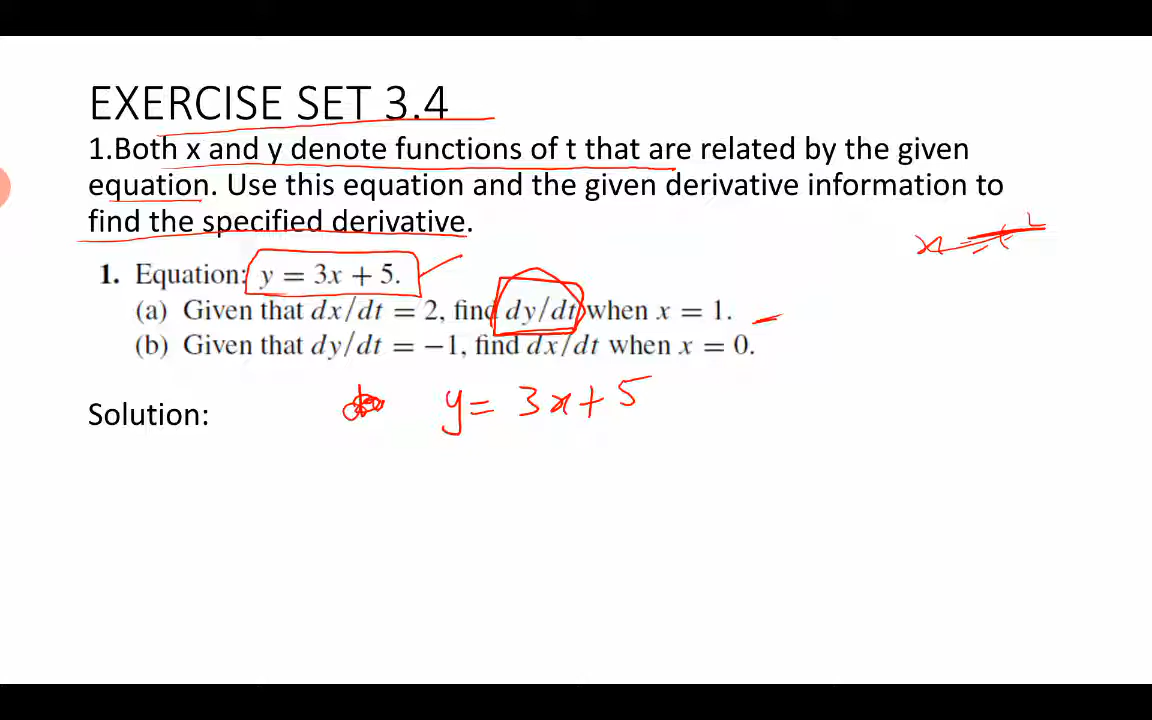 EXERCISE SET 3.4
1.Both x and y denote functions of t that are related by the given
equation. Use this equation and the given derivative information to
find the specified derivative.
1. Equation: y = 3x + 5.
(a) Given that dx/dt = 2, find dy/dt when x = 1.
(b) Given that dy/dt = −1, find dx/dt when x = 0.
Solution:
y = 3x + 5